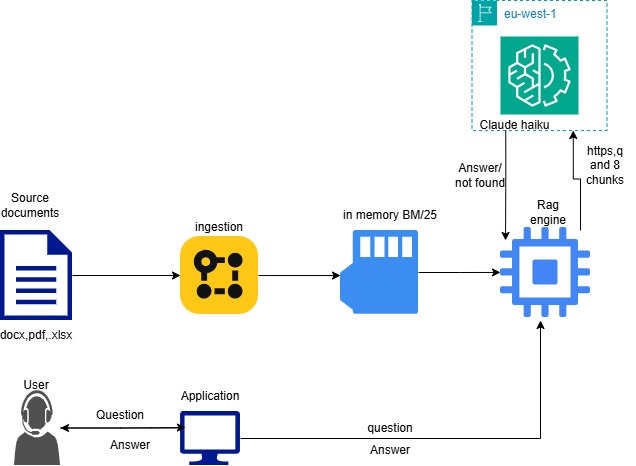 eu-west-1
Claude haiku
https,q
and 8
chunks
Answer/
not found
Source
documents
ingestion
in memory BM/25
Rag
engine
docx,pdf,.xlsx
User
Application
Question
Answer
question
Answer